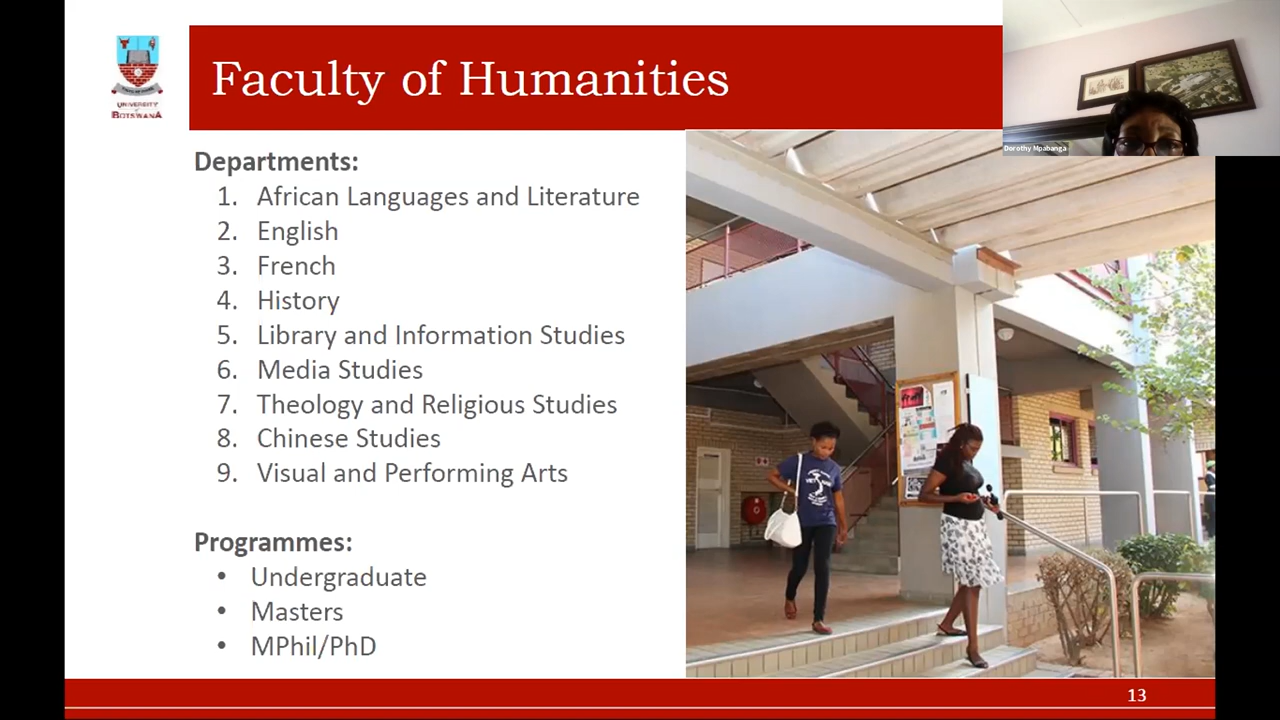 Faculty of Humanities
UNIVERSITY
of
BOTSWANA
Dorothy Mpabanga
Departments:
1. African Languages and Literature
2. English
3. French
4. History
5. Library and Information Studies
6. Media Studies
7. Theology and Religious Studies
8. Chinese Studies
9. Visual and Performing Arts
Programmes:
• Undergraduate
• Masters
• MPhil/PhD
13